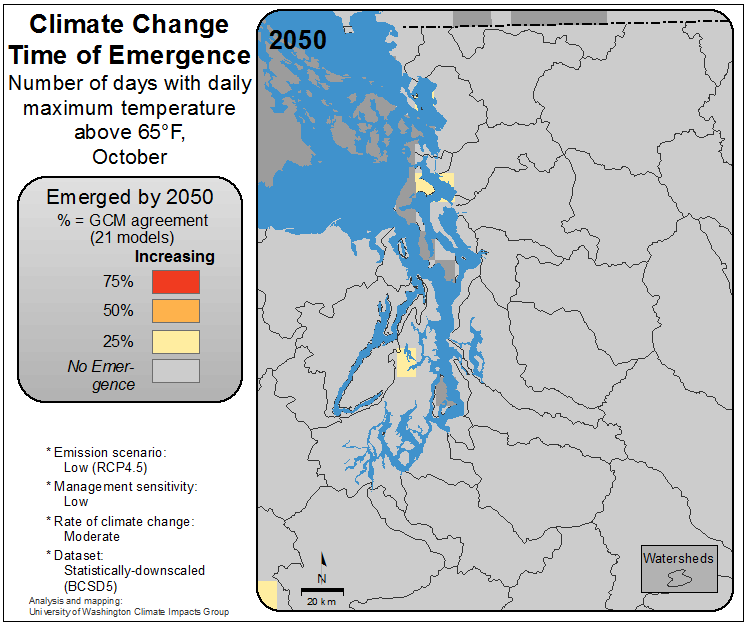 Climate Change
Time of Emergence
Number of days with daily
maximum temperature
above 65°F,
October
Emerged by 2050
% = GCM agreement
(21 models)
Increasing
75%
50%
25%
No Emer-
gence
* Emission scenario:
Low (RCP4.5)
* Management sensitivity:
Low
* Rate of climate change:
Moderate
* Dataset:
Statistically-downscaled
(BCSD5)
Analysis and mapping:
University of Washington Climate Impacts Group
2050
N
20 km
Watersheds